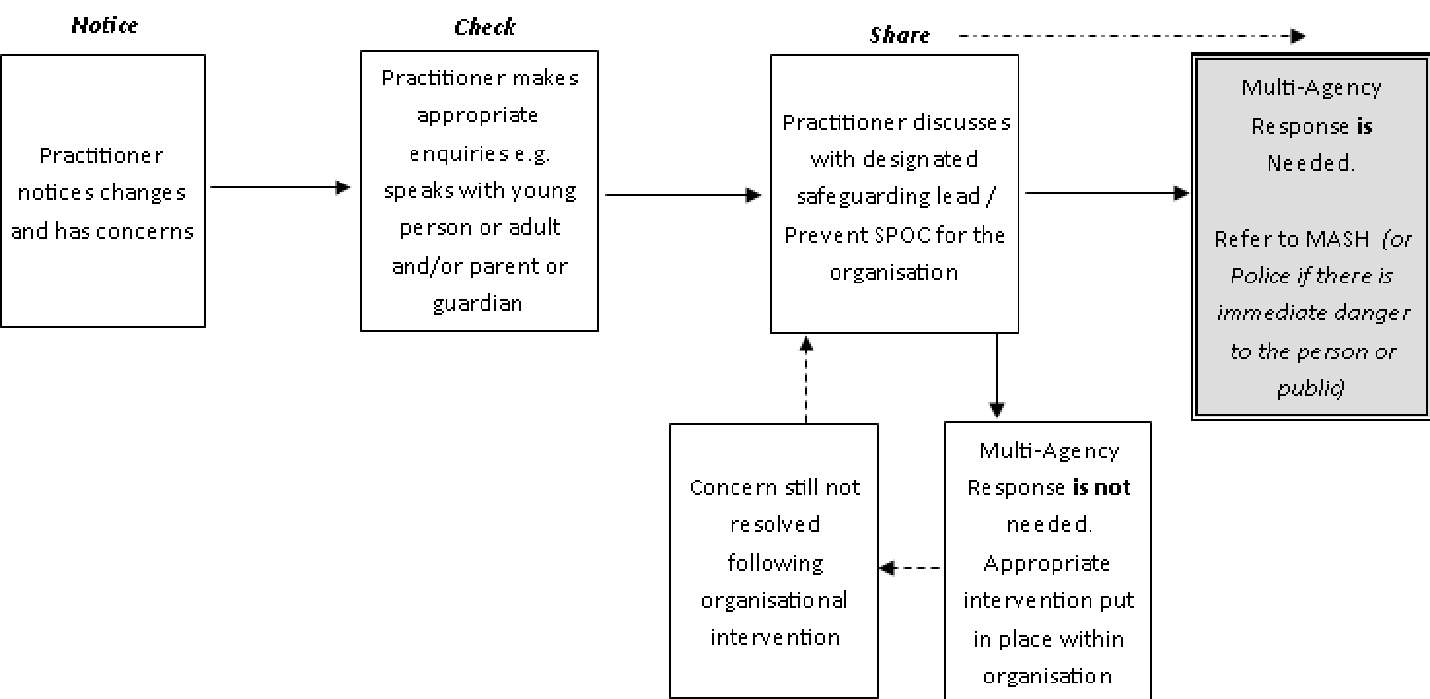 Notice
Practitioner
notices changes
and has concerns
Check
Practitioner makes
appropriate
enquiries e.g.
speaks with young
person or adult
and/or parent or
guardian
Share
Practitioner discusses
with designated
safeguarding lead /
Prevent SPOC for the
organisation
Multi-Agency
Response is
Needed.
Refer to MASH (or
Police if there is
immediate danger
to the person or
public)
Multi-Agency
Response is not
needed.
Appropriate
intervention put
in place within
organisation
Concern still not
resolved
following
organisational
intervention